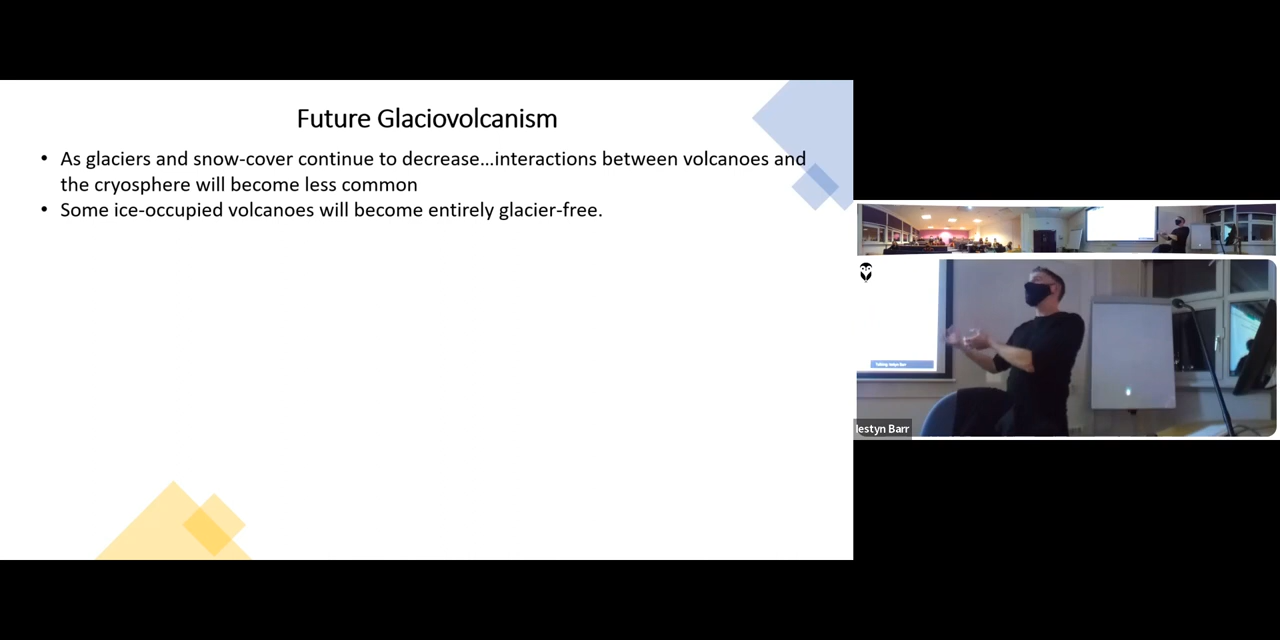 Future Glaciovolcanism
• As glaciers and snow-cover continue to decrease...interactions between volcanoes and
the cryosphere will become less common
• Some ice-occupied volcanoes will become entirely glacier-free.
Iestyn Barr